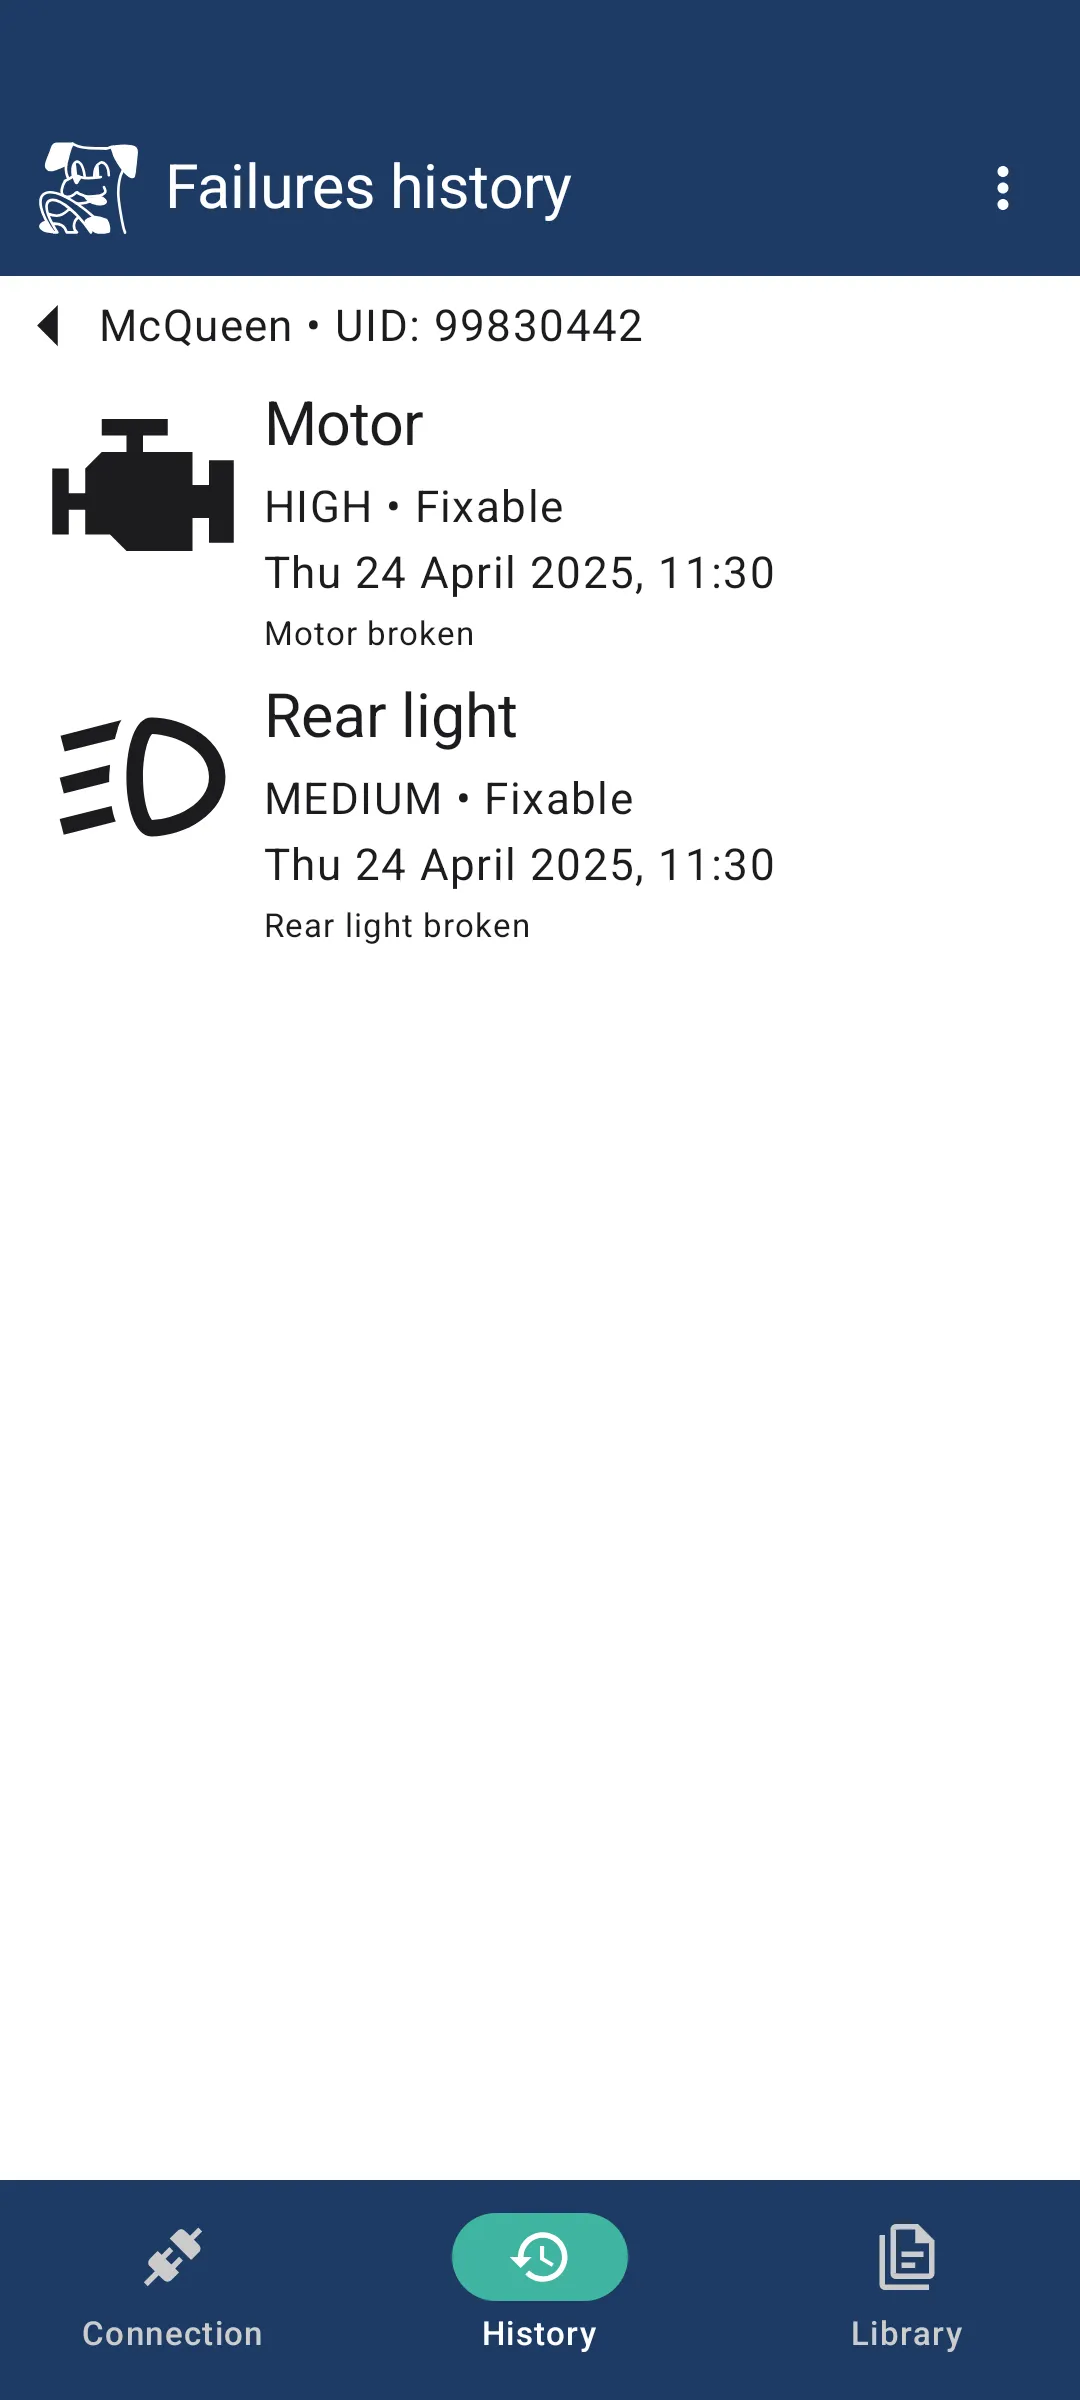 Failures history
McQueen • UID: 99830442
Motor
HIGH • Fixable
Thu 24 April 2025, 11:30
Motor broken
Rear light
MEDIUM • Fixable
Thu 24 April 2025, 11:30
Rear light broken
Connection
History
Library